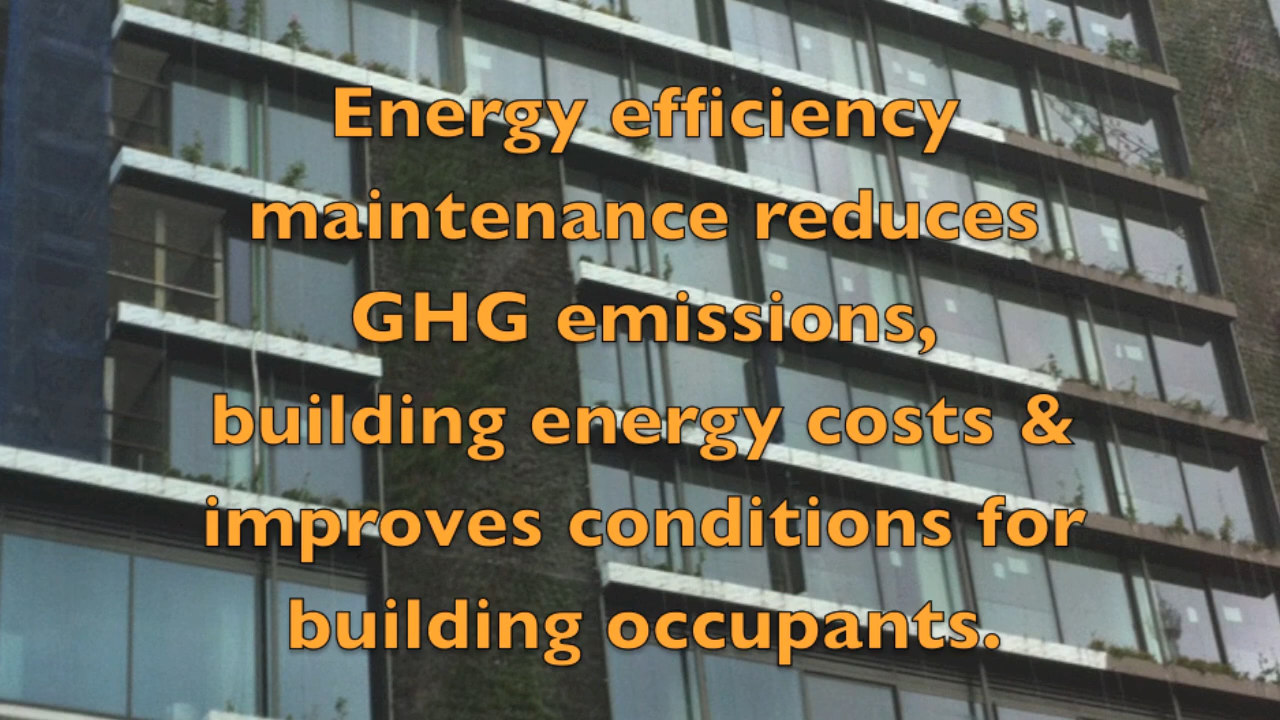 Energy efficiency
maintenance reduces
GHG emissions,
building energy costs &
improves conditions for
building occupants.